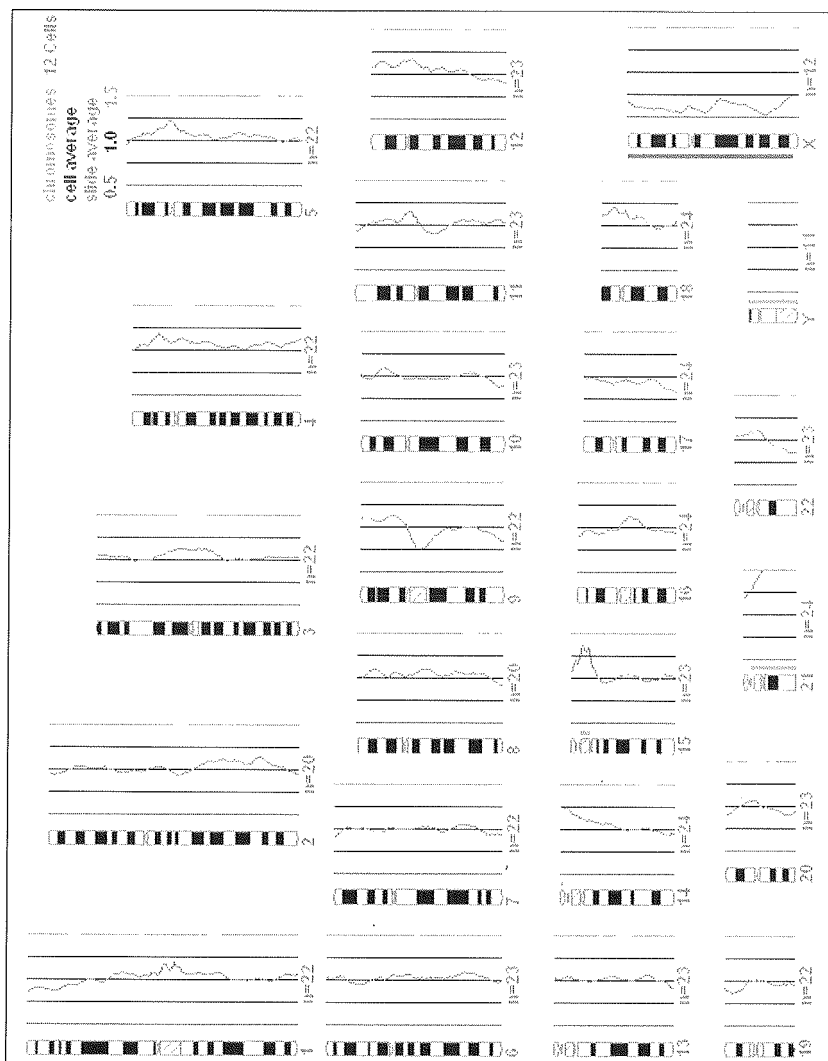 chromosomes 12 Cells
cell average
slide average
0.5 1.0 1.5
1 n=22
2 n=20
3 n=22
4 n=22
5 n=22
6 n=23
7 n=22
8 n=20
9 n=22
10 n=23
11 n=23
12 n=23
13 n=23
14 n=24
15 n=23
16 n=24
17 n=24
18 n=24
19 n=22
20 n=23
21 n=24
22 n=23
Y n=11
X n=12